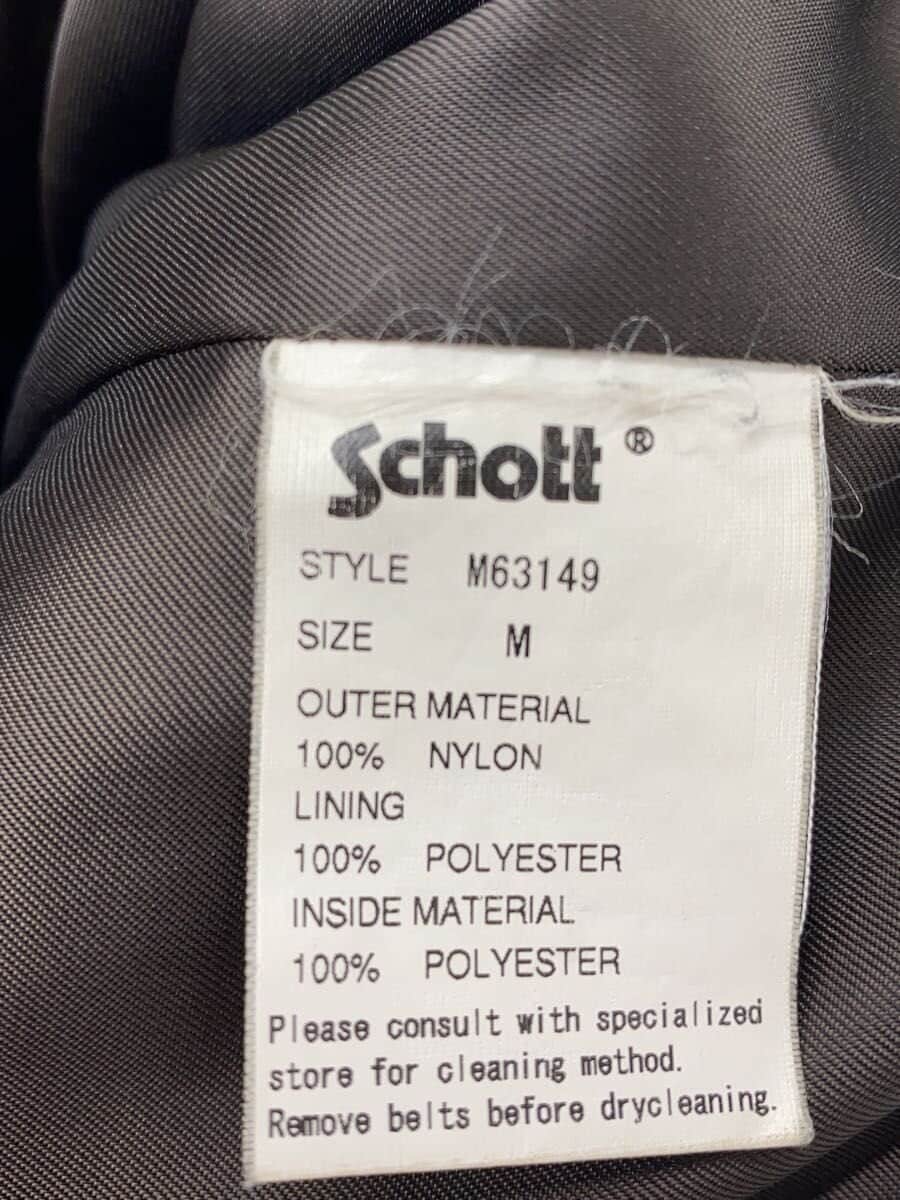 Schott®
STYLE M63149
SIZE M
OUTER MATERIAL
100% NYLON
LINING
100% POLYESTER
INSIDE MATERIAL
100% POLYESTER
Please consult with specialized
store for cleaning method.
Remove belts before drycleaning.